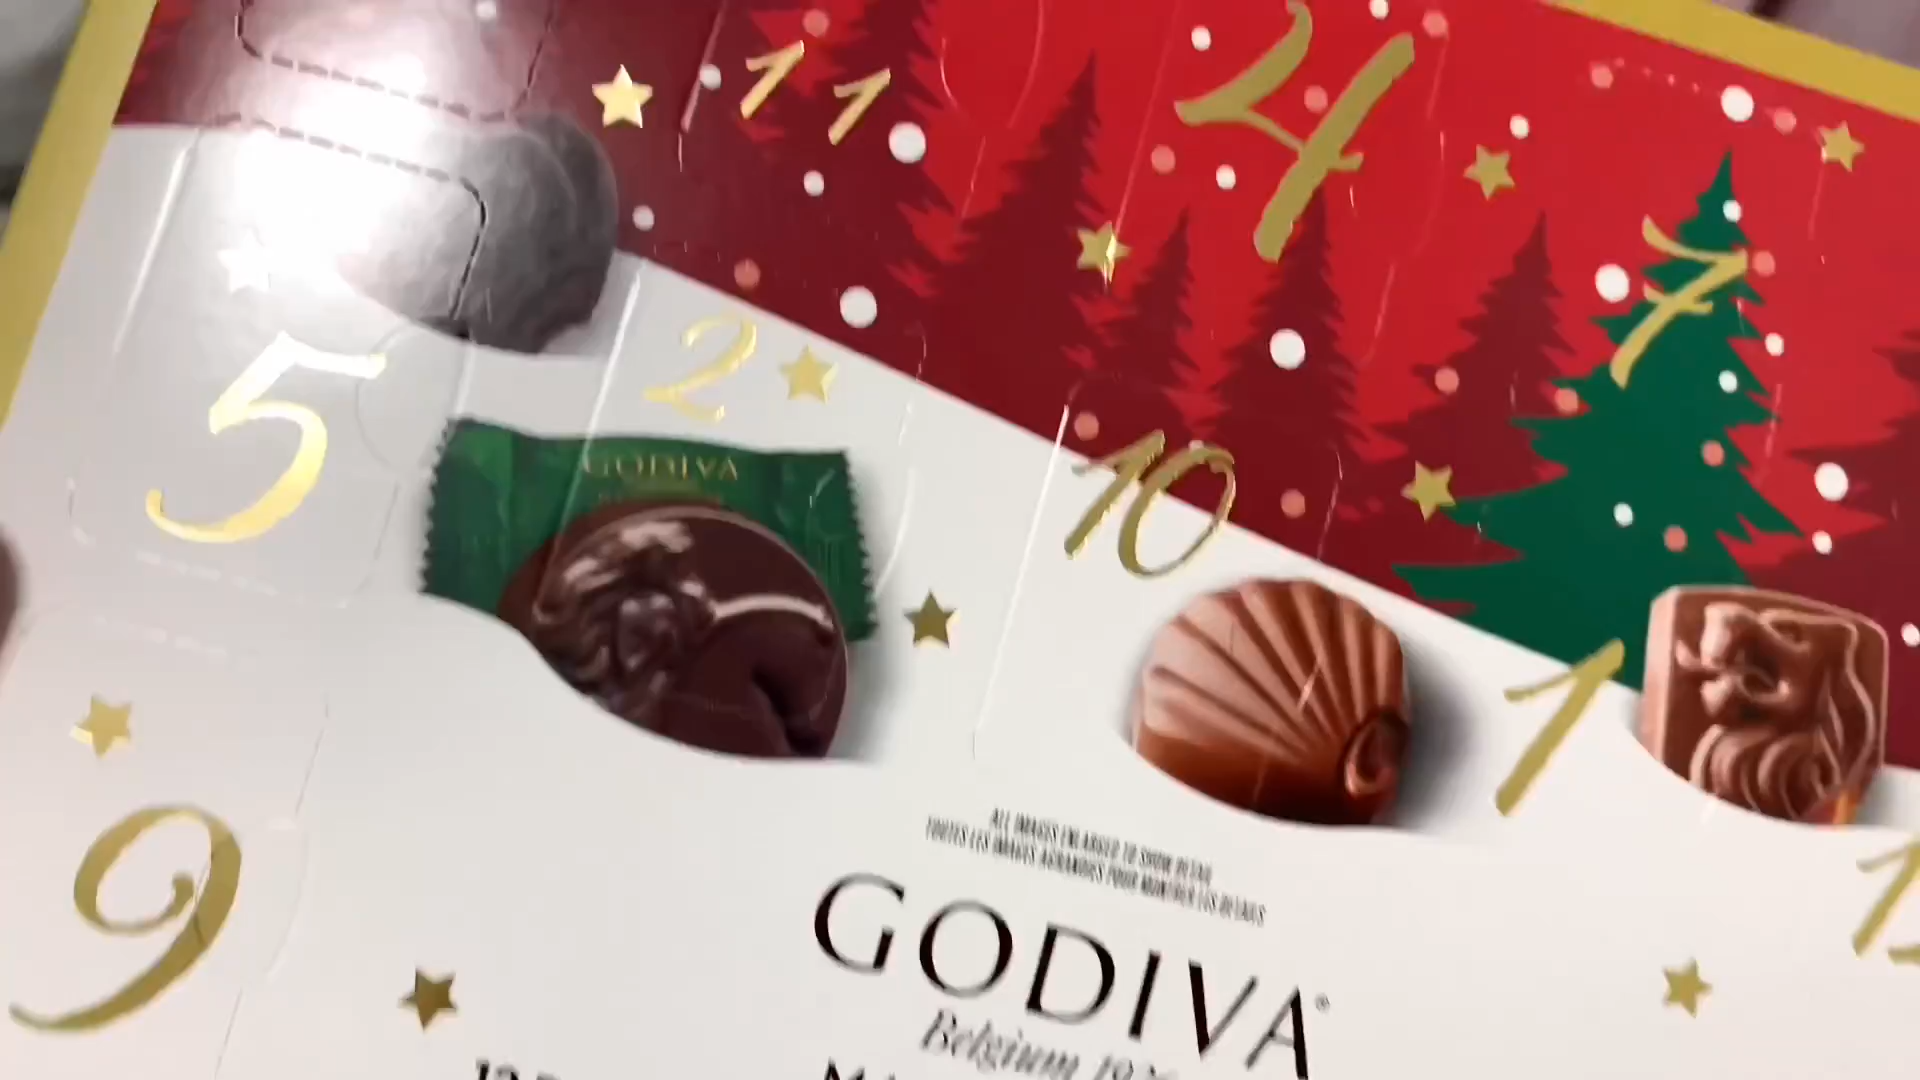 11
4
7
5
2
GODIVA
10
1
9
ALL IMAGES ENLARGED TO SHOW DETAIL
TOUTES LES IMAGES AGRANDIES POUR MONTRER LES DÉTAILS
GODIVA®
Belgium